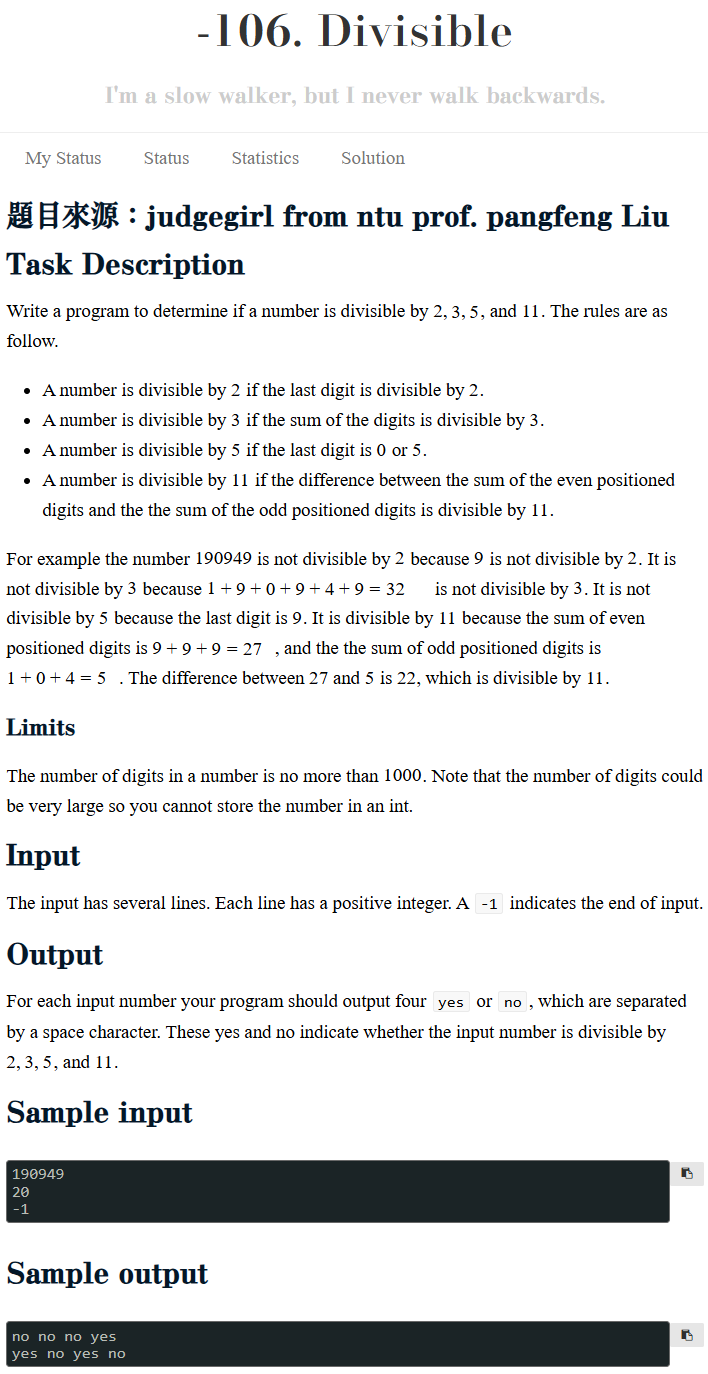 -106. Divisible
I'm a slow walker, but I never walk backwards.
My Status Status Statistics Solution
題目來源：judgegirl from ntu prof. pangfeng Liu
Task Description
Write a program to determine if a number is divisible by 2, 3, 5, and 11. The rules are as
follow.
• A number is divisible by 2 if the last digit is divisible by 2.
• A number is divisible by 3 if the sum of the digits is divisible by 3.
• A number is divisible by 5 if the last digit is 0 or 5.
• A number is divisible by 11 if the difference between the sum of the even positioned
digits and the the sum of the odd positioned digits is divisible by 11.
For example the number 190949 is not divisible by 2 because 9 is not divisible by 2. It is
not divisible by 3 because 1 + 9 + 0 + 9 + 4 + 9 = 32 is not divisible by 3. It is not
divisible by 5 because the last digit is 9. It is divisible by 11 because the sum of even
positioned digits is 9 + 9 + 9 = 27 , and the the sum of odd positioned digits is
1 + 0 + 4 = 5 . The difference between 27 and 5 is 22, which is divisible by 11.
Limits
The number of digits in a number is no more than 1000. Note that the number of digits could
be very large so you cannot store the number in an int.
Input
The input has several lines. Each line has a positive integer. A -1 indicates the end of input.
Output
For each input number your program should output four yes or no , which are separated
by a space character. These yes and no indicate whether the input number is divisible by
2, 3, 5, and 11.
Sample input
190949
20
-1
Sample output
no no no yes
yes no yes no